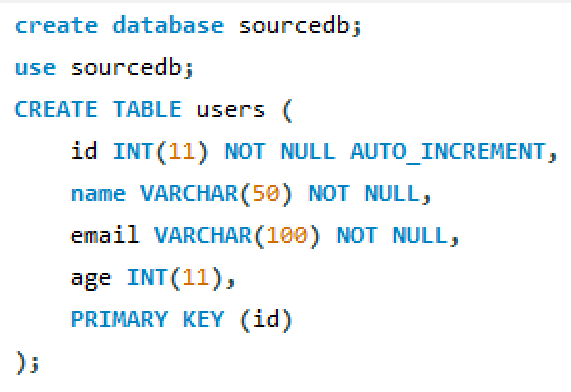 create database sourcedb;
use sourcedb;
CREATE TABLE users (
    id INT(11) NOT NULL AUTO_INCREMENT,
    name VARCHAR(50) NOT NULL,
    email VARCHAR(100) NOT NULL,
    age INT(11),
    PRIMARY KEY (id)
);